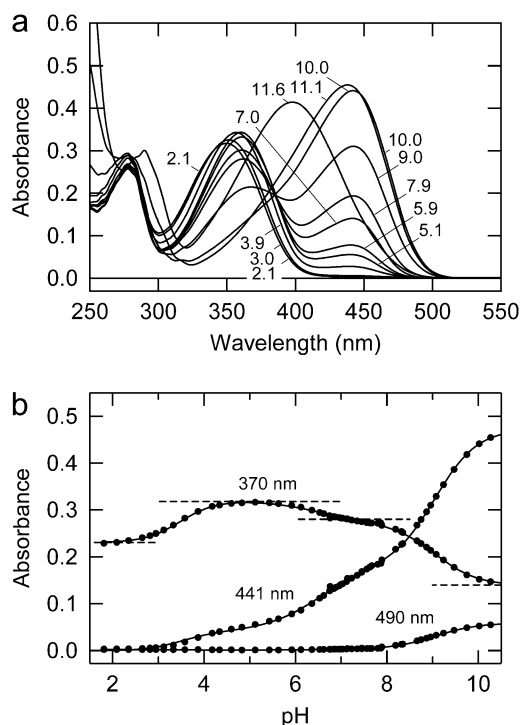 a
0.6
0.5
0.4
0.3
0.2
0.1
0.0
Absorbance
10.0
11.6 11.1
7.0
2.1
10.0
9.0
7.9
5.9
5.1
3.9
3.0
2.1
250 300 350 400 450 500 550
Wavelength (nm)
b
0.5
0.4
0.3
0.2
0.1
0.0
Absorbance
370 nm
441 nm
490 nm
2 4 6 8 10
pH